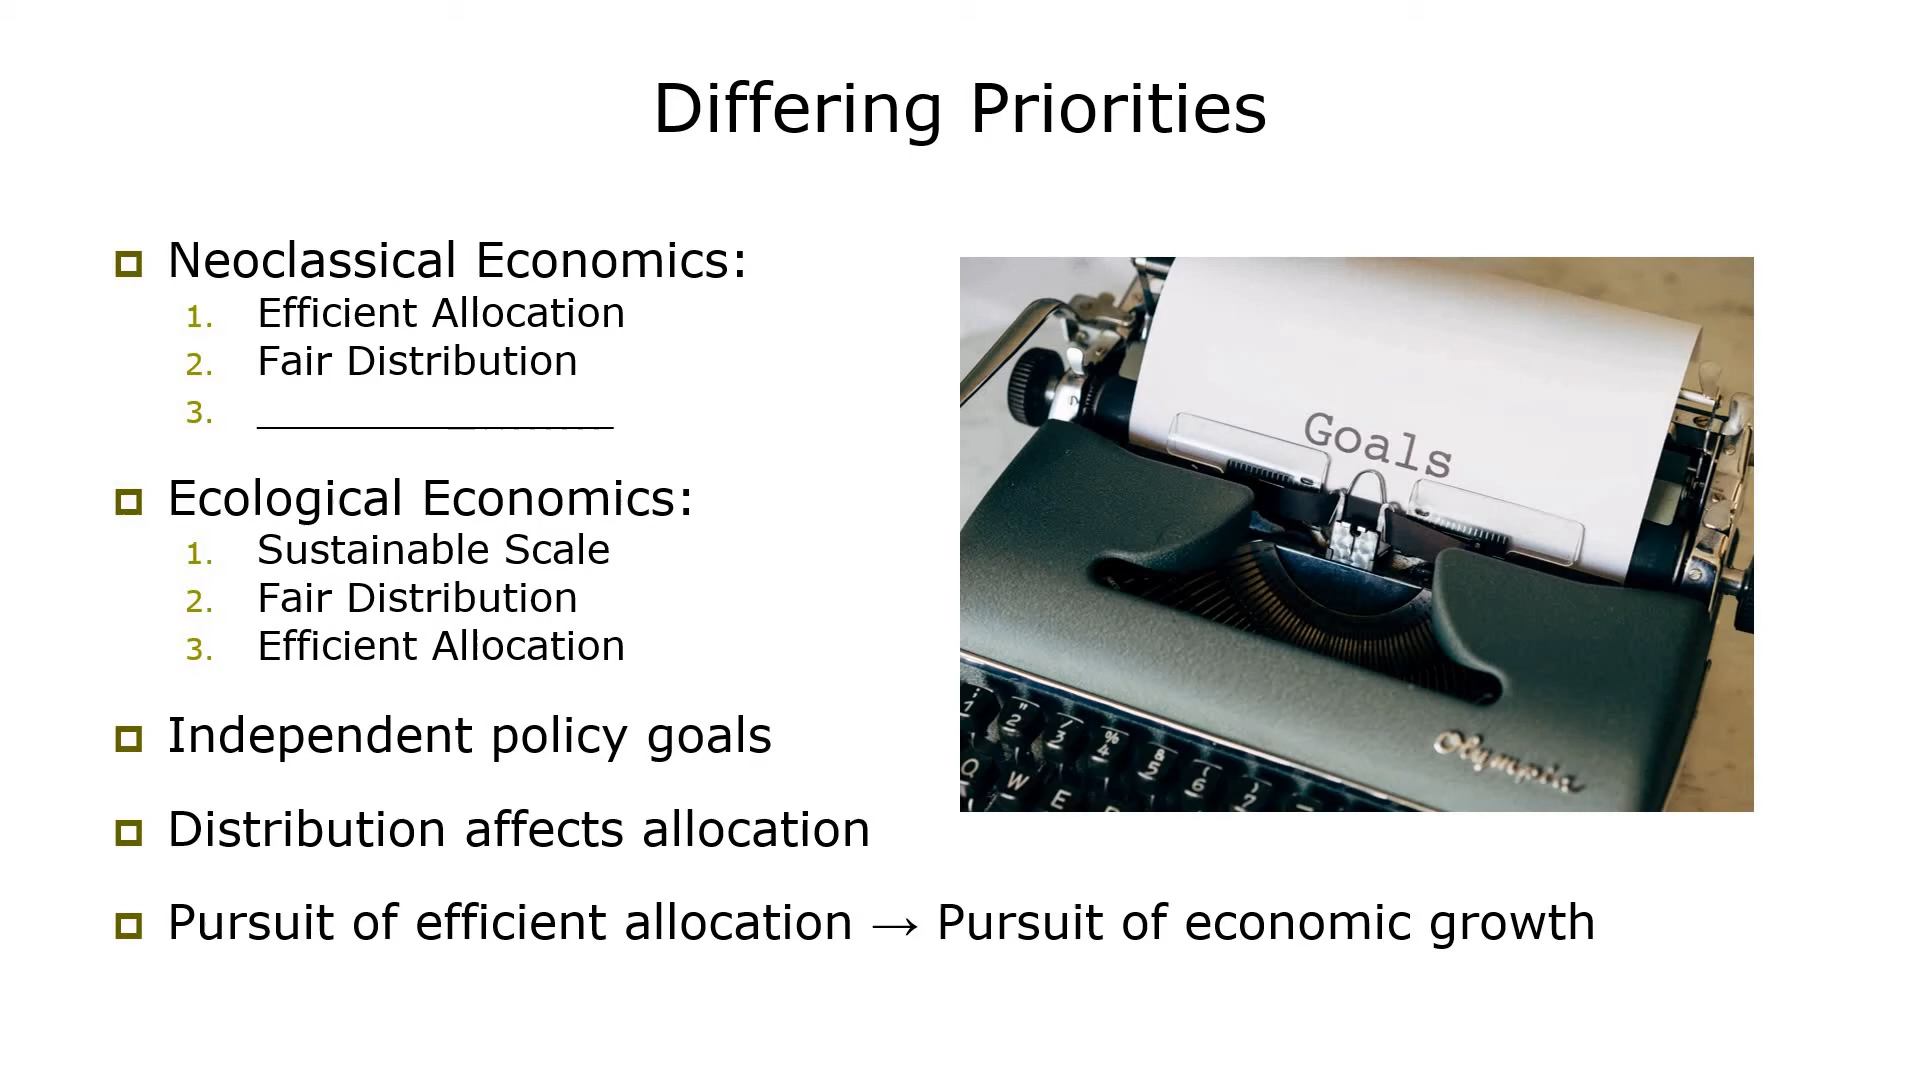 Differing Priorities
Neoclassical Economics:
1. Efficient Allocation
2. Fair Distribution
3. __________________
Ecological Economics:
1. Sustainable Scale
2. Fair Distribution
3. Efficient Allocation
Independent policy goals
Distribution affects allocation
Pursuit of efficient allocation → Pursuit of economic growth
Goals
Olympia